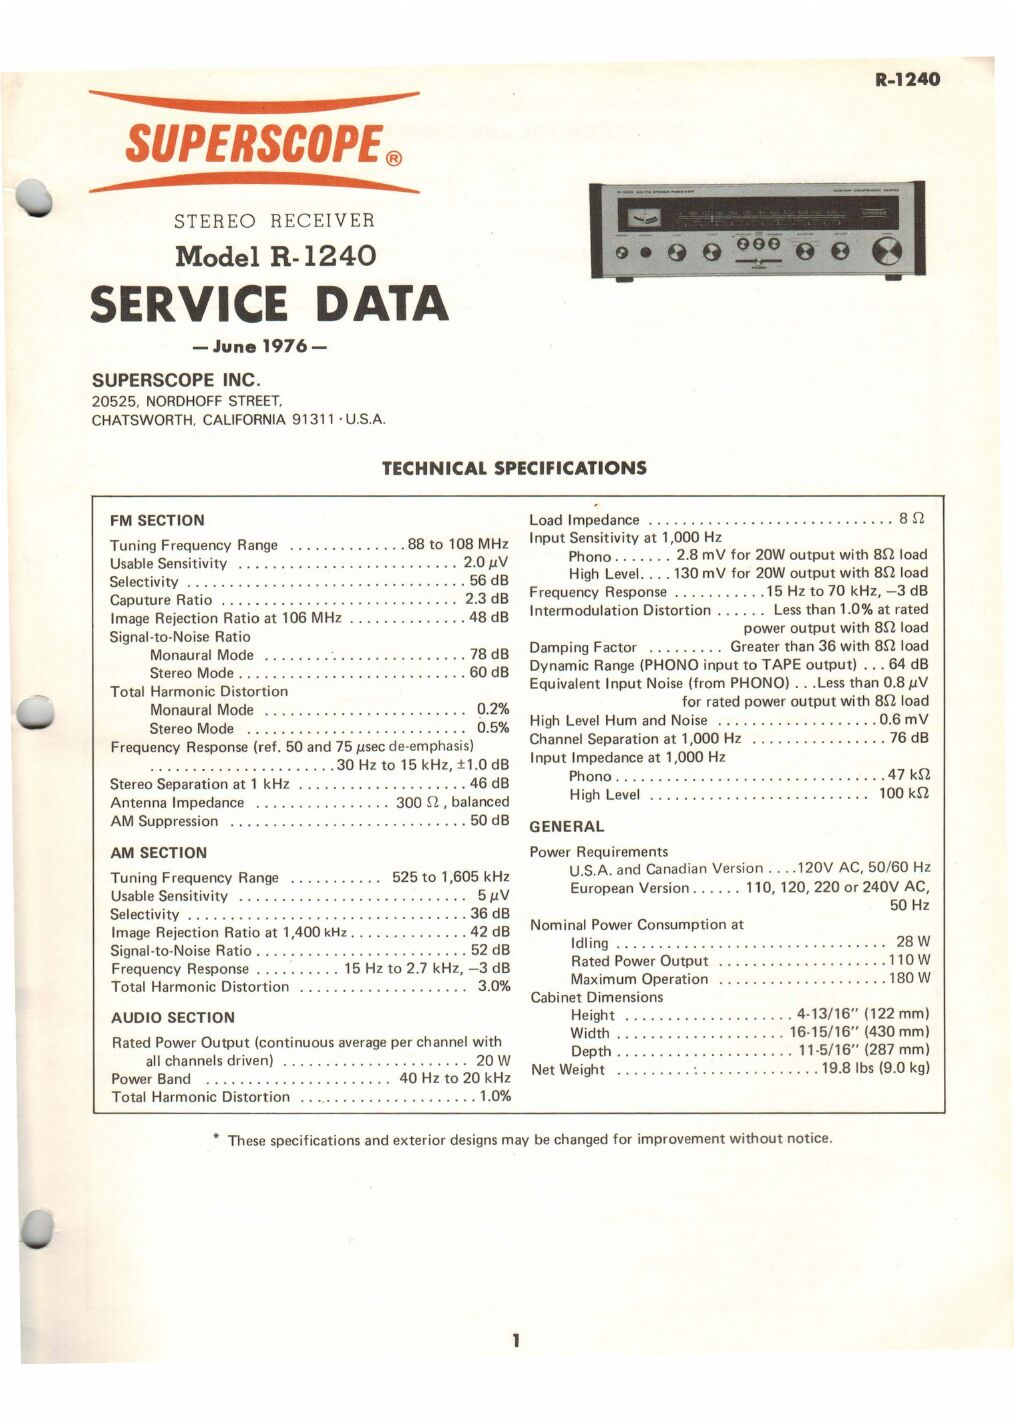 R-1240
SUPERSCOPE®
STEREO RECEIVER
Model R-1240
SERVICE DATA
— June 1976 —
SUPERSCOPE INC.
20525, NORDHOFF STREET,
CHATSWORTH, CALIFORNIA 91311 · U.S.A.
TECHNICAL SPECIFICATIONS
FM SECTION
Tuning Frequency Range .............. 88 to 108 MHz
Usable Sensitivity .......................... 2.0 µV
Selectivity ................................. 56 dB
Caputure Ratio ............................ 2.3 dB
Image Rejection Ratio at 106 MHz .............. 48 dB
Signal-to-Noise Ratio
Monaural Mode ........................ 78 dB
Stereo Mode ........................... 60 dB
Total Harmonic Distortion
Monaural Mode ........................ 0.2%
Stereo Mode .......................... 0.5%
Frequency Response (ref. 50 and 75 µsec de-emphasis)
...................... 30 Hz to 15 kHz, ±1.0 dB
Stereo Separation at 1 kHz .................... 46 dB
Antenna Impedance ................ 300 Ω , balanced
AM Suppression ............................ 50 dB
AM SECTION
Tuning Frequency Range ........... 525 to 1,605 kHz
Usable Sensitivity ........................... 5 µV
Selectivity ................................. 36 dB
Image Rejection Ratio at 1,400 kHz .............. 42 dB
Signal-to-Noise Ratio ......................... 52 dB
Frequency Response .......... 15 Hz to 2.7 kHz, —3 dB
Total Harmonic Distortion .................... 3.0%
AUDIO SECTION
Rated Power Output (continuous average per channel with
all channels driven) ...................... 20 W
Power Band ...................... 40 Hz to 20 kHz
Total Harmonic Distortion ..................... 1.0%
Load Impedance ............................. 8 Ω
Input Sensitivity at 1,000 Hz
Phono ....... 2.8 mV for 20W output with 8Ω load
High Level .... 130 mV for 20W output with 8Ω load
Frequency Response ........... 15 Hz to 70 kHz, —3 dB
Intermodulation Distortion ...... Less than 1.0% at rated
power output with 8Ω load
Damping Factor ......... Greater than 36 with 8Ω load
Dynamic Range (PHONO input to TAPE output) ... 64 dB
Equivalent Input Noise (from PHONO) ... Less than 0.8 µV
for rated power output with 8Ω load
High Level Hum and Noise ................... 0.6 mV
Channel Separation at 1,000 Hz ................ 76 dB
Input Impedance at 1,000 Hz
Phono ................................ 47 kΩ
High Level .......................... 100 kΩ
GENERAL
Power Requirements
U.S.A. and Canadian Version .... 120V AC, 50/60 Hz
European Version ...... 110, 120, 220 or 240V AC,
50 Hz
Nominal Power Consumption at
Idling ................................ 28 W
Rated Power Output .................... 110 W
Maximum Operation .................... 180 W
Cabinet Dimensions
Height .................... 4-13/16" (122 mm)
Width .................... 16-15/16" (430 mm)
Depth ..................... 11-5/16" (287 mm)
Net Weight ........................ 19.8 lbs (9.0 kg)
* These specifications and exterior designs may be changed for improvement without notice.
1